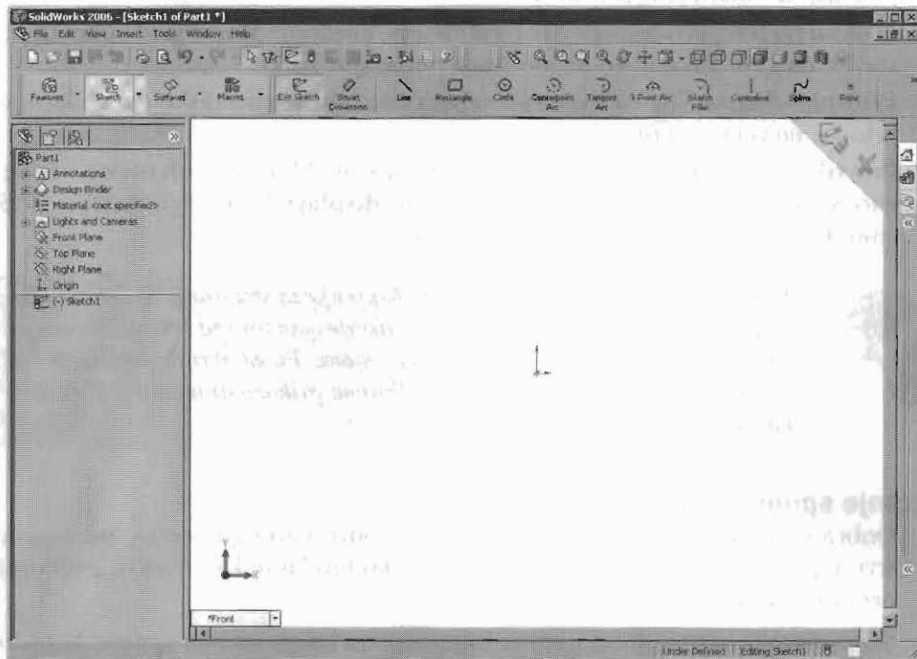 SolidWorks 2006 - [Sketch1 of Part1 *]
File Edit View Insert Tools Window Help
Features Sketch Surfaces Macros Exit Sketch Smart Dimensions Line Rectangle Circle Centerpoint Arc Tangent Arc 3 Point Arc Sketch Fillet Centerline Spline Point
Part1
Annotations
Design Binder
Material <not specified>
Lights and Cameras
Front Plane
Top Plane
Right Plane
Origin
(-) Sketch1
Y
X
*Front
Under Defined Editing Sketch1